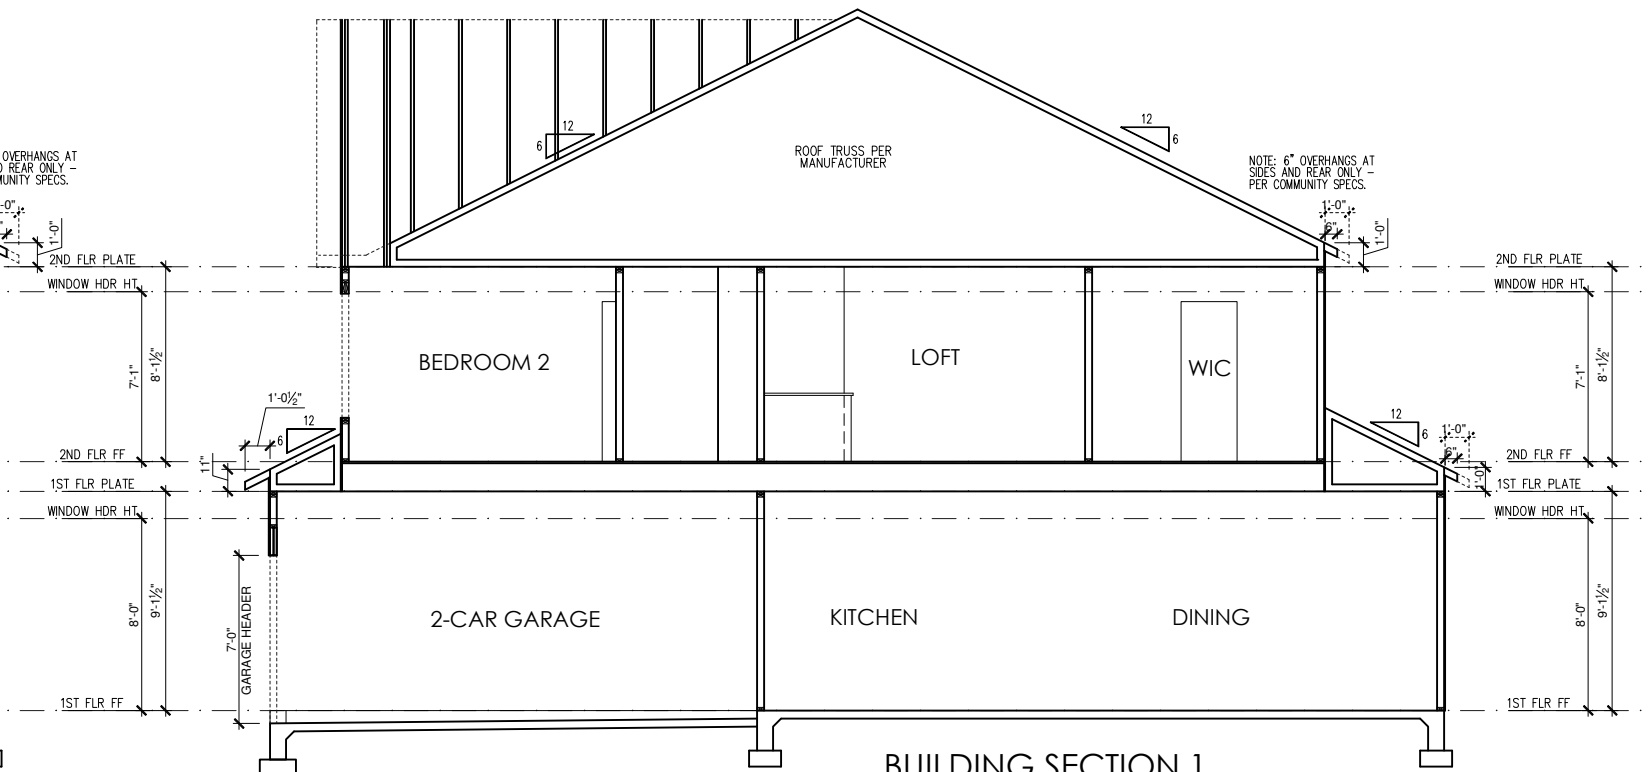 12
6
12
6
ROOF TRUSS PER
MANUFACTURER
OVERHANGS AT
REAR ONLY –
SPECS.
NOTE: 6" OVERHANGS AT
SIDES AND REAR ONLY –
PER COMMUNITY SPECS.
1'-0"
1'-0"
6"
1'-0"
2ND FLR PLATE
2ND FLR PLATE
WINDOW HDR HT
WINDOW HDR HT
7'-1"
8'-1½"
BEDROOM 2
LOFT
WIC
7'-1"
8'-1½"
1'-0½"
12
6
11"
12
6
1'-0"
6"
1'-0"
2ND FLR FF
2ND FLR FF
1ST FLR PLATE
1ST FLR PLATE
WINDOW HDR HT
WINDOW HDR HT
8'-0"
9'-1½"
7'-0"
GARAGE HEADER
2-CAR GARAGE
KITCHEN
DINING
8'-0"
9'-1½"
1ST FLR FF
1ST FLR FF
BUILDING SECTION 1